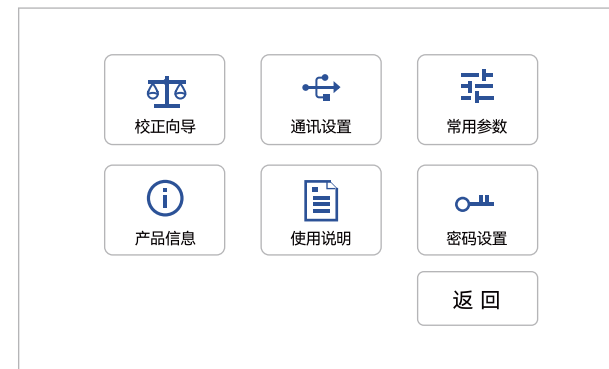 校正向导
通讯设置
常用参数
产品信息
使用说明
密码设置
返回